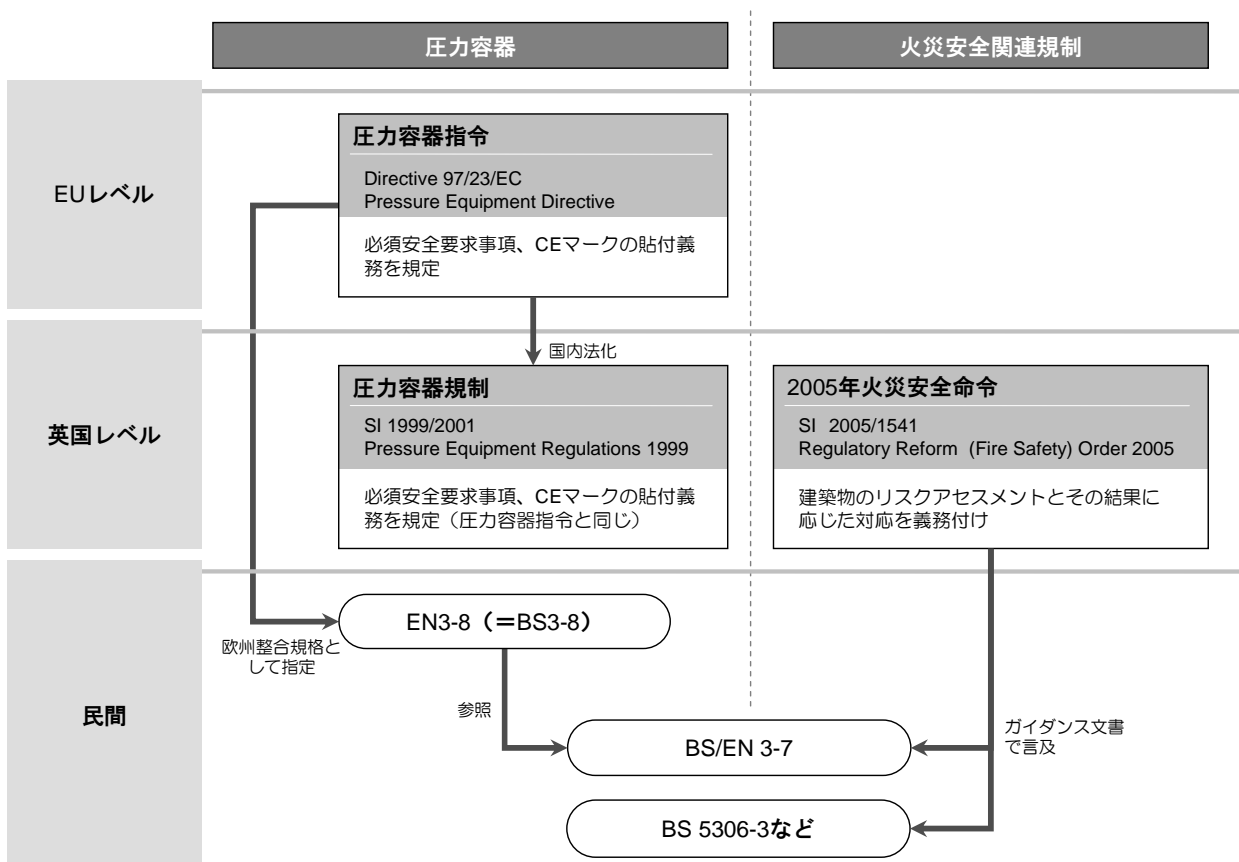 圧力容器
火災安全関連規制
EUレベル
圧力容器指令
Directive 97/23/EC
Pressure Equipment Directive
必須安全要求事項、CEマークの貼付義
務を規定
国内法化
英国レベル
圧力容器規制
SI 1999/2001
Pressure Equipment Regulations 1999
必須安全要求事項、CEマークの貼付義
務を規定（圧力容器指令と同じ）
2005年火災安全命令
SI 2005/1541
Regulatory Reform (Fire Safety) Order 2005
建築物のリスクアセスメントとその結果に
応じた対応を義務付け
民間
EN3-8（＝BS3-8）
欧州整合規格と
して指定
参照
BS/EN 3-7
ガイダンス文書
で言及
BS 5306-3など